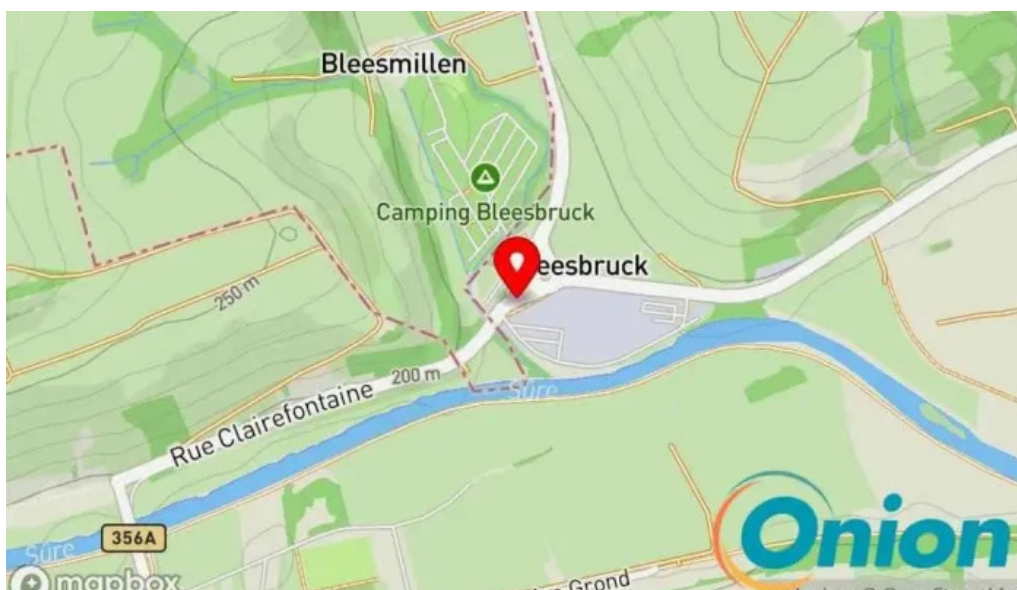 Bleesmillen
Camping Bleesbruck
eesbruck
250 m
200 m
Rue Clairefontaine
Sûre
356A
Sûre
Onion
mapbox
Grond